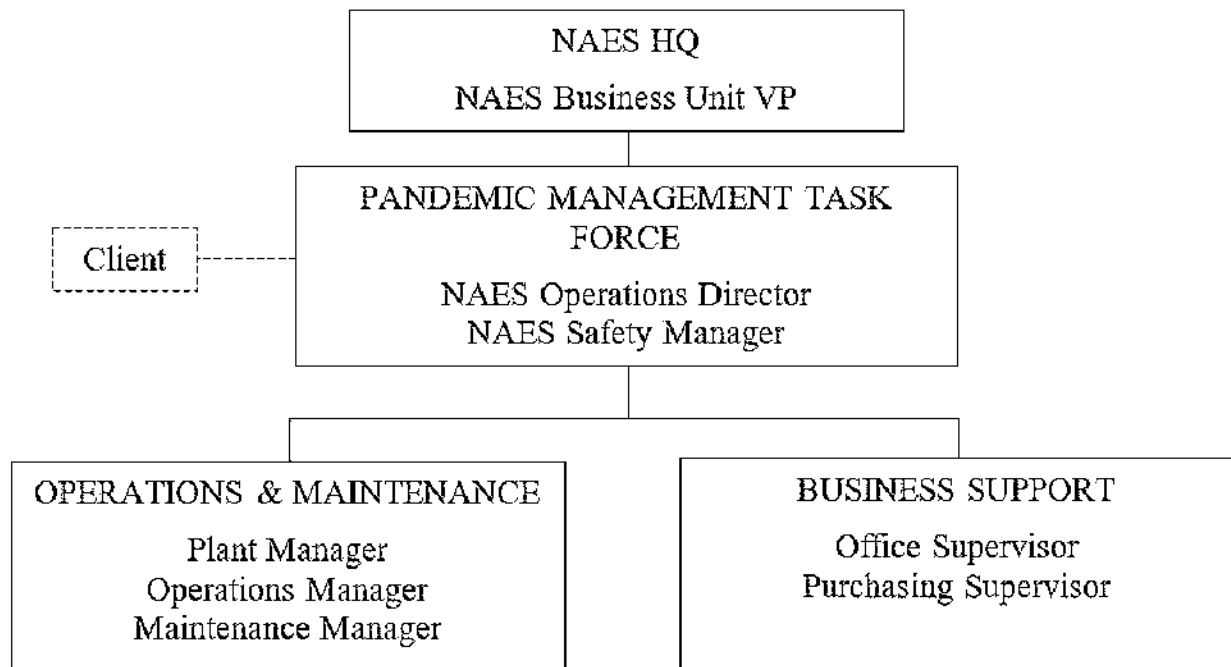 NAES HQ
NAES Business Unit VP
PANDEMIC MANAGEMENT TASK
FORCE
NAES Operations Director
NAES Safety Manager
Client
OPERATIONS & MAINTENANCE
Plant Manager
Operations Manager
Maintenance Manager
BUSINESS SUPPORT
Office Supervisor
Purchasing Supervisor